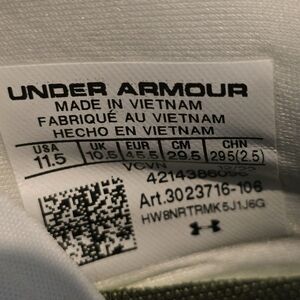 UNDER ARMOUR
MADE IN VIETNAM
FABRIQUÉ AU VIETNAM
HECHO EN VIETNAM
USA UK EUR CM CHN
11.5 10.5 45.5 29.5 295(2.5)
VCVN
Art.3023716-106
HW8NRTRMK5J1J6G